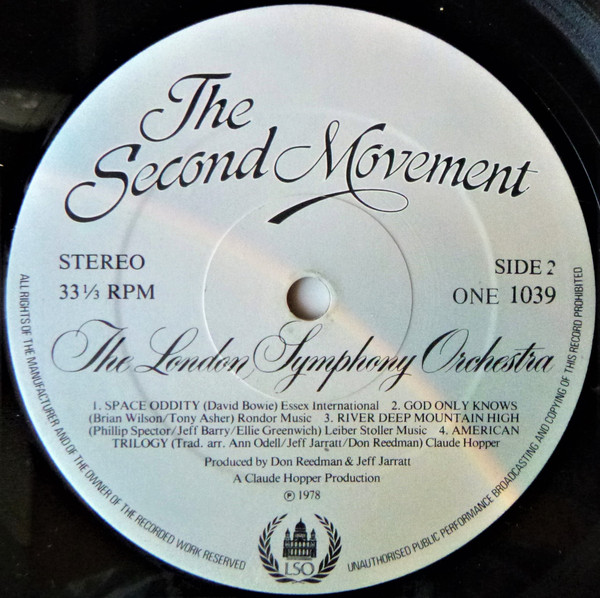 The
Second Movement
STEREO
33 1/3 RPM
SIDE 2
ONE 1039
The London Symphony Orchestra
1. SPACE ODDITY (David Bowie) Essex International 2. GOD ONLY KNOWS
(Brian Wilson/Tony Asher) Rondor Music 3. RIVER DEEP MOUNTAIN HIGH
(Phillip Spector/Jeff Barry/Ellie Greenwich) Leiber Stoller Music 4. AMERICAN
TRILOGY (Trad. arr. Ann Odell/Jeff Jarratt/Don Reedman) Claude Hopper
Produced by Don Reedman & Jeff Jarratt
A Claude Hopper Production
℗ 1978
LSO
ALL RIGHTS OF THE MANUFACTURER AND OF THE OWNER OF THE RECORDED WORK RESERVED
UNAUTHORISED PUBLIC PERFORMANCE BROADCASTING AND COPYING OF THIS RECORD PROHIBITED